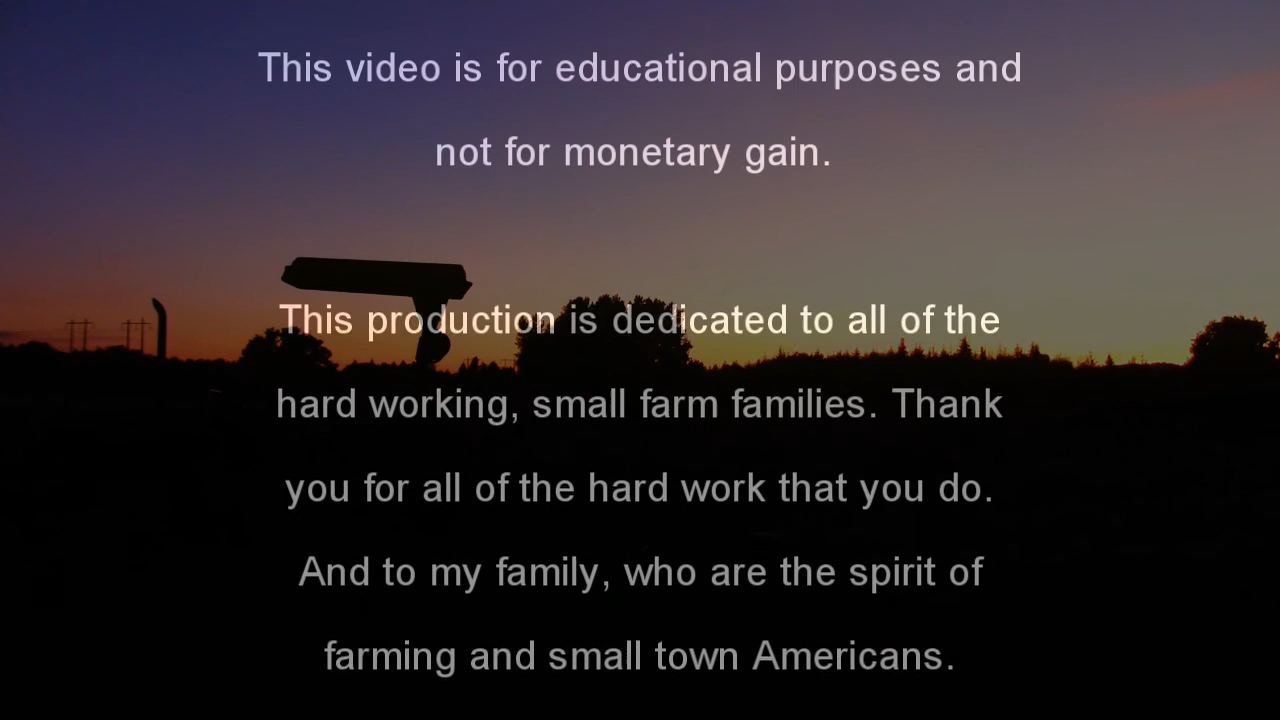 This video is for educational purposes and
not for monetary gain.
This production is dedicated to all of the
hard working, small farm families. Thank
you for all of the hard work that you do.
And to my family, who are the spirit of
farming and small town Americans.